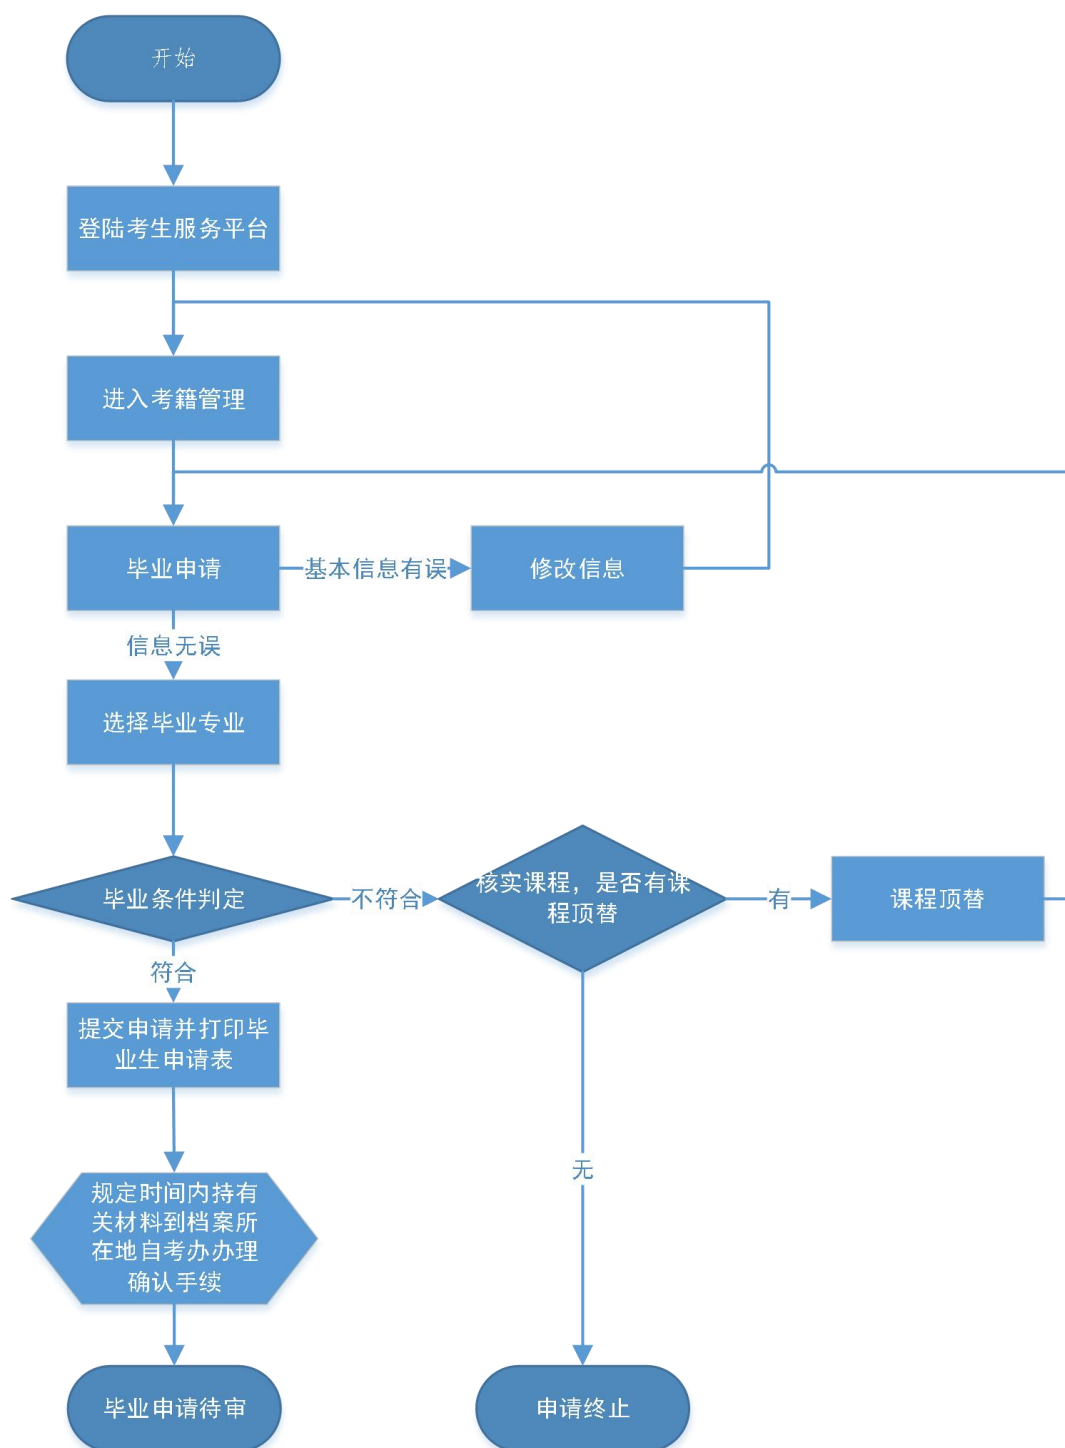 开始
登陆考生服务平台
进入考籍管理
毕业申请
基本信息有误
修改信息
信息无误
选择毕业专业
毕业条件判定
不符合
核实课程，是否有课
程顶替
有
课程顶替
符合
提交申请并打印毕
业生申请表
无
规定时间内持有
关材料到档案所
在地自考办办理
确认手续
毕业申请待审
申请终止